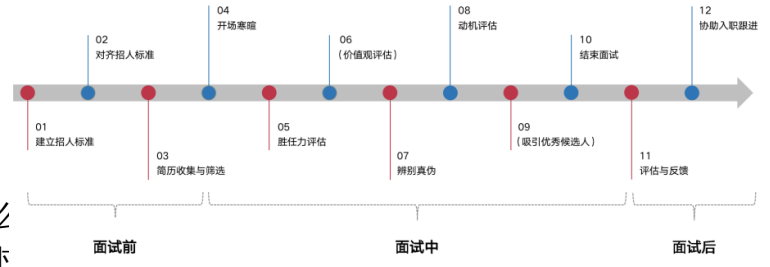 01
建立招人标准
02
对齐招人标准
03
简历收集与筛选
04
开场寒暄
05
胜任力评估
06
（价值观评估）
07
辨别真伪
08
动机评估
09
（吸引优秀候选人）
10
结束面试
11
评估与反馈
12
协助入职跟进
面试前
面试中
面试后